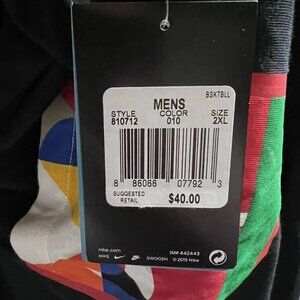 BSKTBLL
MENS
STYLE COLOR SIZE
810712 010 2XL
8 86066 07792 3
SUGGESTED
RETAIL $40.00
nike.com IM# 442443
NIKE SWOOSH © 2015 Nike